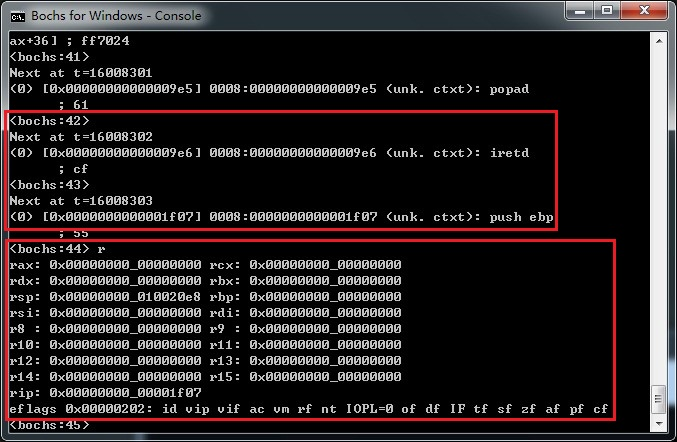 Bochs for Windows - Console
ax+36] ; ff7024
<bochs:41>
Next at t=16008301
(0) [0x00000000000009e5] 0008:00000000000009e5 (unk. ctxt): popad
; 61
<bochs:42>
Next at t=16008302
(0) [0x00000000000009e6] 0008:00000000000009e6 (unk. ctxt): iretd
; cf
<bochs:43>
Next at t=16008303
(0) [0x0000000000001f07] 0008:0000000000001f07 (unk. ctxt): push ebp
; 55
<bochs:44> r
rax: 0x00000000_00000000 rcx: 0x00000000_00000000
rdx: 0x00000000_00000000 rbx: 0x00000000_00000000
rsp: 0x00000000_010020e8 rbp: 0x00000000_00000000
rsi: 0x00000000_00000000 rdi: 0x00000000_00000000
r8 : 0x00000000_00000000 r9 : 0x00000000_00000000
r10: 0x00000000_00000000 r11: 0x00000000_00000000
r12: 0x00000000_00000000 r13: 0x00000000_00000000
r14: 0x00000000_00000000 r15: 0x00000000_00000000
rip: 0x00000000_00001f07
eflags 0x00000202: id vip vif ac vm rf nt IOPL=0 of df IF tf sf zf af pf cf
<bochs:45>